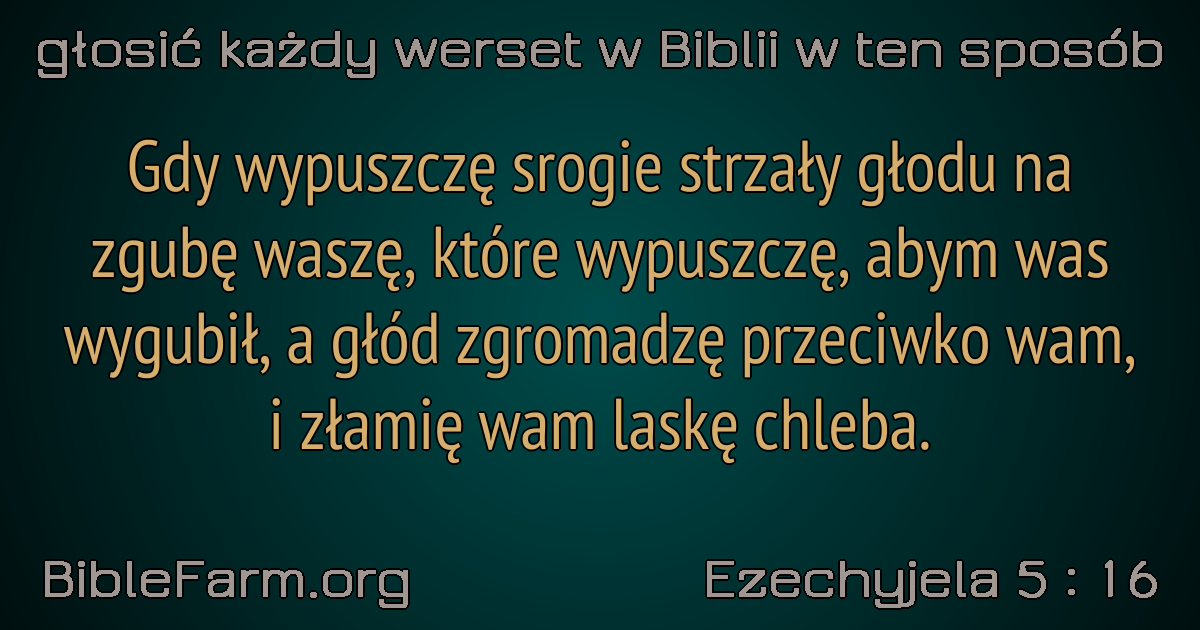 głosić każdy werset w Biblii w ten sposób
Gdy wypuszczę srogie strzały głodu na
zgubę waszę, które wypuszczę, abym was
wygubił, a głód zgromadzę przeciwko wam,
i złamię wam laskę chleba.
BibleFarm.org
Ezechyjela 5 : 16